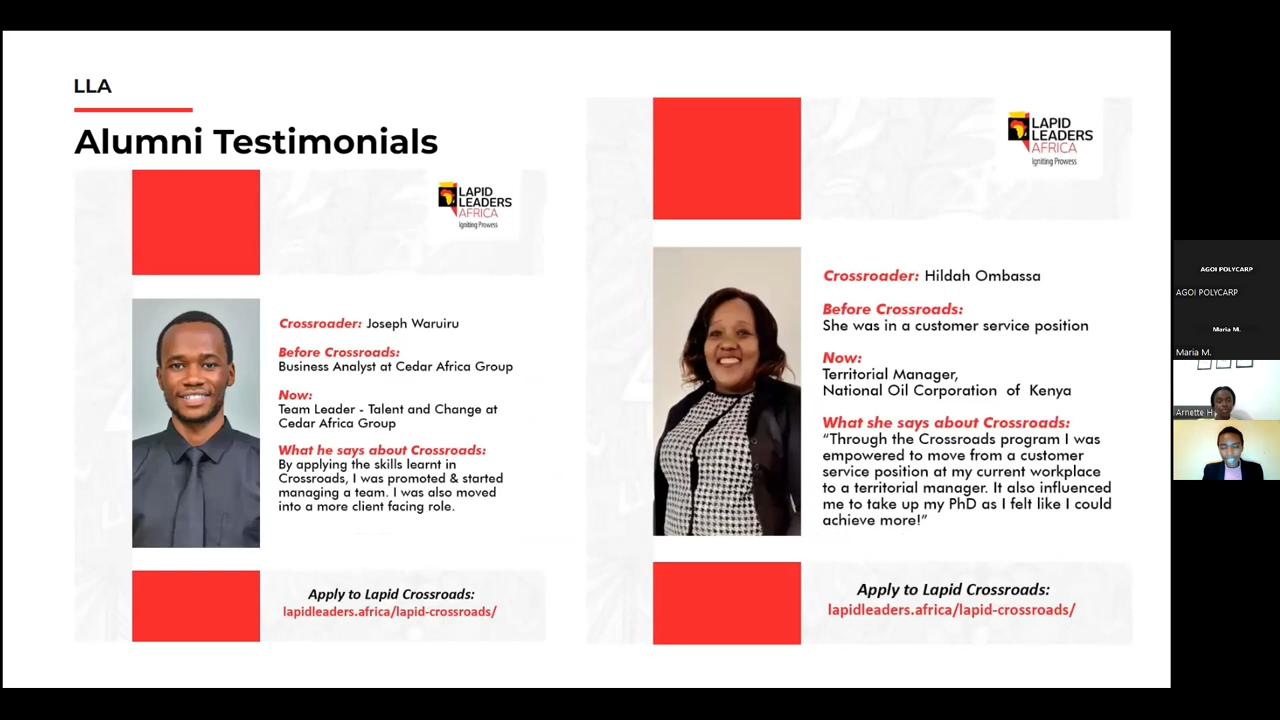 LLA
Alumni Testimonials
LAPID
LEADERS
AFRICA
Igniting Prowess
Crossroader: Joseph Waruiru
Before Crossroads:
Business Analyst at Cedar Africa Group
Now:
Team Leader - Talent and Change at
Cedar Africa Group
What he says about Crossroads:
By applying the skills learnt in
Crossroads, I was promoted & started
managing a team. I was also moved
into a more client facing role.
Apply to Lapid Crossroads:
lapidleaders.africa/lapid-crossroads/
LAPID
LEADERS
AFRICA
Igniting Prowess
Crossroader: Hildah Ombassa
Before Crossroads:
She was in a customer service position
Now:
Territorial Manager,
National Oil Corporation of Kenya
What she says about Crossroads:
“Through the Crossroads program I was
empowered to move from a customer
service position at my current workplace
to a territorial manager. It also influenced
me to take up my PhD as I felt like I could
achieve more!”
Apply to Lapid Crossroads:
lapidleaders.africa/lapid-crossroads/
AGOI POLYCARP
AGOI POLYCARP
Maria M.
Maria M.
Arnette H